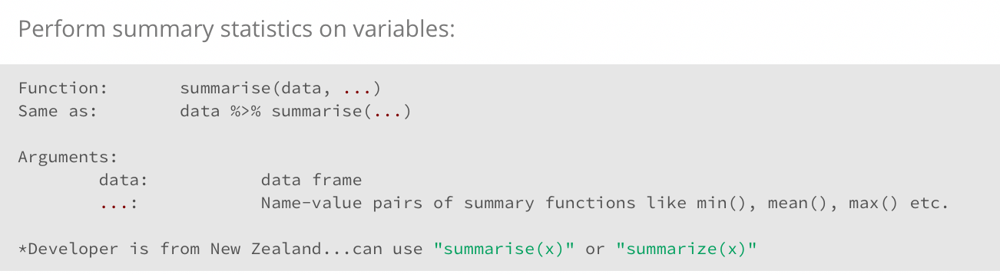 Perform summary statistics on variables:
Function: summarise(data, ...)
Same as: data %>% summarise(...)
Arguments:
data: data frame
...: Name-value pairs of summary functions like min(), mean(), max() etc.
*Developer is from New Zealand...can use "summarise(x)" or "summarize(x)"